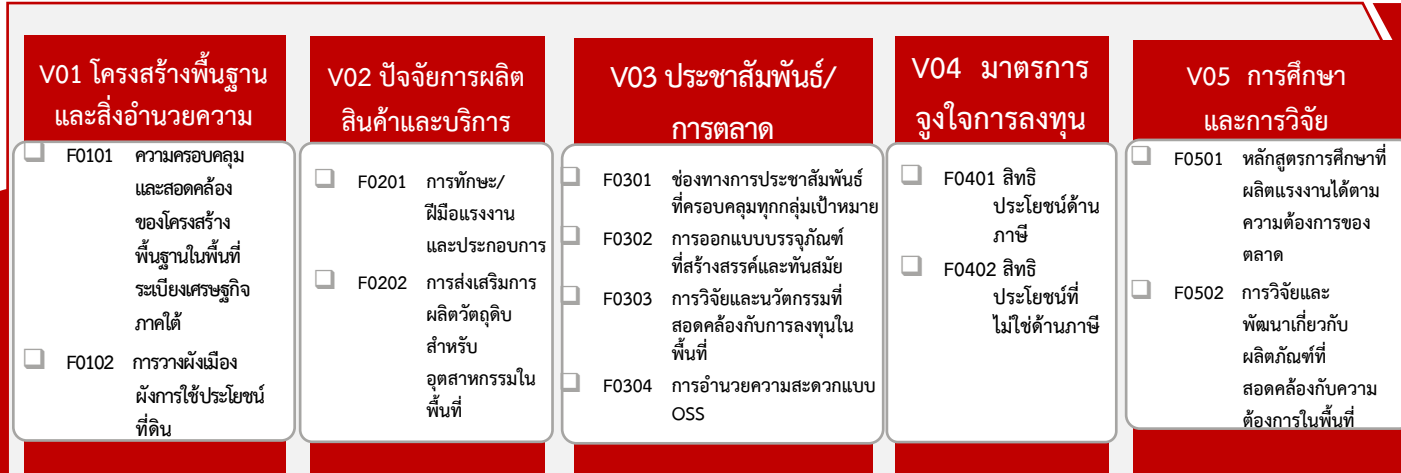 V01 โครงสร้างพื้นฐาน
และสิ่งอำนวยความ
F0101 ความครอบคลุม
และสอดคล้อง
ของโครงสร้าง
พื้นฐานในพื้นที่
ระเบียงเศรษฐกิจ
ภาคใต้
F0102 การวางผังเมือง
ผังการใช้ประโยชน์
ที่ดิน
V02 ปัจจัยการผลิต
สินค้าและบริการ
F0201 การทักษะ/
ฝีมือแรงงาน
และประกอบการ
F0202 การส่งเสริมการ
ผลิตวัตถุดิบ
สำหรับ
อุตสาหกรรมใน
พื้นที่
V03 ประชาสัมพันธ์/
การตลาด
F0301 ช่องทางการประชาสัมพันธ์
ที่ครอบคลุมทุกกลุ่มเป้าหมาย
F0302 การออกแบบบรรจุภัณฑ์
ที่สร้างสรรค์และทันสมัย
F0303 การวิจัยและนวัตกรรมที่
สอดคล้องกับการลงทุนใน
พื้นที่
F0304 การอำนวยความสะดวกแบบ
OSS
V04 มาตรการ
จูงใจการลงทุน
F0401 สิทธิ
ประโยชน์ด้าน
ภาษี
F0402 สิทธิ
ประโยชน์ที่
ไม่ใช่ด้านภาษี
V05 การศึกษา
และการวิจัย
F0501 หลักสูตรการศึกษาที่
ผลิตแรงงานได้ตาม
ความต้องการของ
ตลาด
F0502 การวิจัยและ
พัฒนาเกี่ยวกับ
ผลิตภัณฑ์ที่
สอดคล้องกับความ
ต้องการในพื้นที่